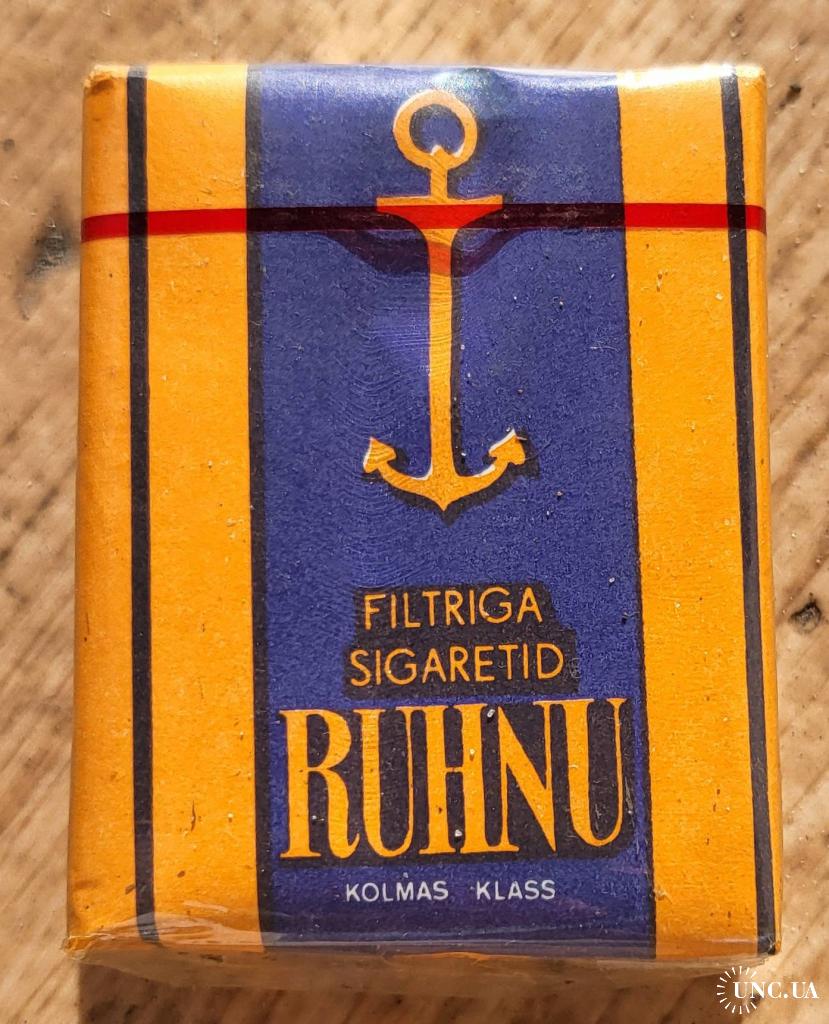 FILTRIGA
SIGARETID
RUHNU
KOLMAS KLASS
UNC.UA